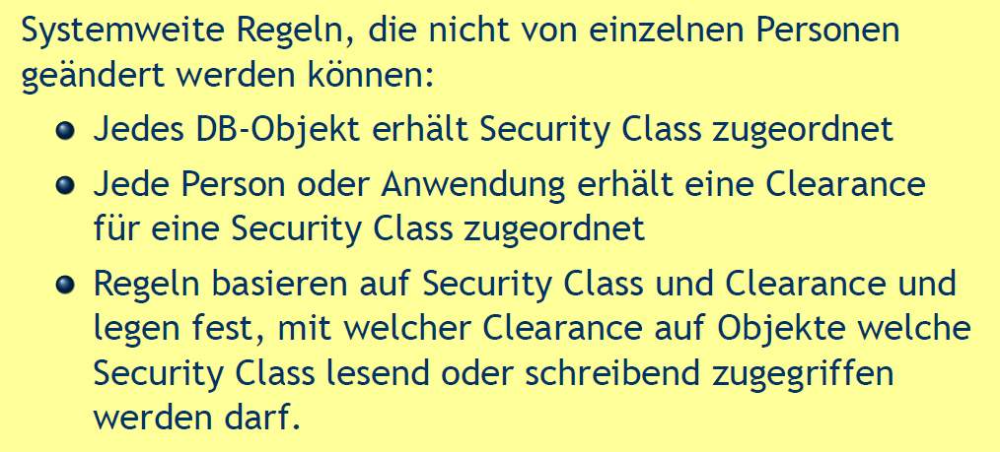 Systemweite Regeln, die nicht von einzelnen Personen
geändert werden können:
Jedes DB-Objekt erhält Security Class zugeordnet
Jede Person oder Anwendung erhält eine Clearance
für eine Security Class zugeordnet
Regeln basieren auf Security Class und Clearance und
legen fest, mit welcher Clearance auf Objekte welche
Security Class lesend oder schreibend zugegriffen
werden darf.